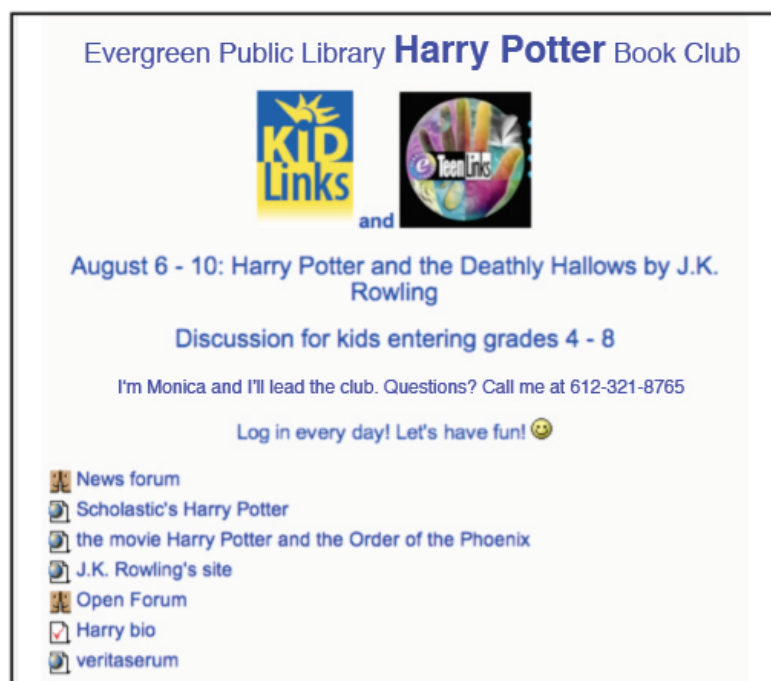 Evergreen Public Library Harry Potter Book Club
KiD
Links
and
e TeenLinks
August 6 - 10: Harry Potter and the Deathly Hallows by J.K.
Rowling
Discussion for kids entering grades 4 - 8
I'm Monica and I'll lead the club. Questions? Call me at 612-321-8765
Log in every day! Let's have fun!
News forum
Scholastic's Harry Potter
the movie Harry Potter and the Order of the Phoenix
J.K. Rowling's site
Open Forum
Harry bio
veritaserum